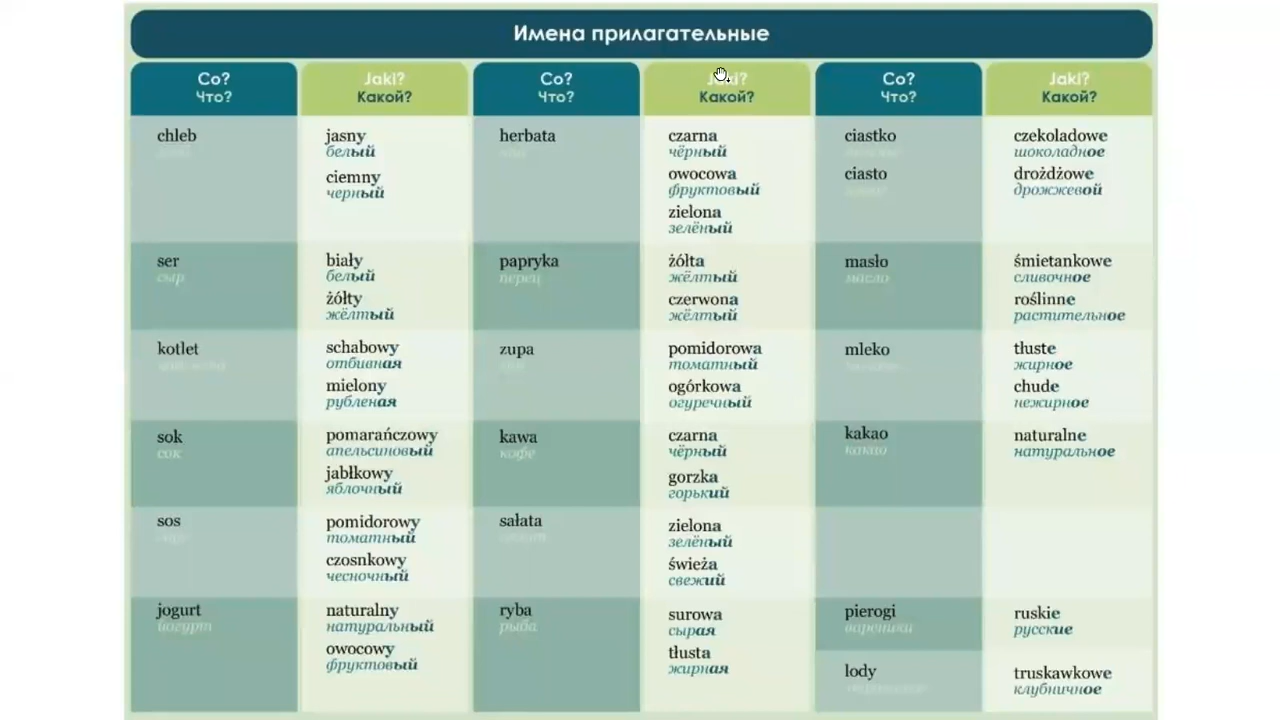 Имена прилагательные
Co?
Что?
Jaki?
Какой?
Co?
Что?
Jaki?
Какой?
Co?
Что?
Jaki?
Какой?
chleb
jasny
белый
ciemny
черный
herbata
czarna
чёрный
owocowa
фруктовый
zielona
зелёный
ciastko
ciasto
czekoladowe
шоколадное
drożdżowe
дрожжевой
ser
сыр
biały
белый
żółty
жёлтый
papryka
перец
żółta
жёлтый
czerwona
жёлтый
masło
масло
śmietankowe
сливочное
roślinne
растительное
kotlet
schabowy
отбивная
mielony
рубленая
zupa
pomidorowa
томатный
ogórkowa
огуречный
mleko
tłuste
жирное
chude
нежирное
sok
сок
pomarańczowy
апельсиновый
jabłkowy
яблочный
kawa
кофе
czarna
чёрный
gorzka
горький
kakao
какао
naturalne
натуральное
sos
pomidorowy
томатный
czosnkowy
чесночный
sałata
zielona
зелёный
świeża
свежий
jogurt
йогурт
naturalny
натуральный
owocowy
фруктовый
ryba
рыба
surowa
сырая
tłusta
жирная
pierogi
вареники
ruskie
русские
lody
truskawkowe
клубничное